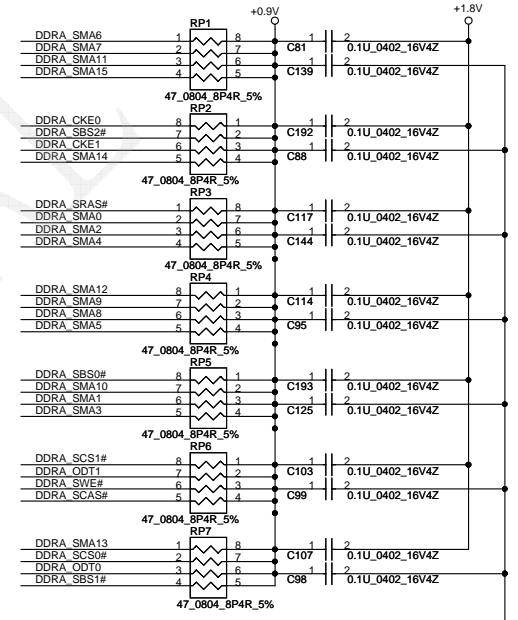 +0.9V +1.8V
RP1
DDRA_SMA6 1 8 1 2
DDRA_SMA7 2 7 C81 0.1U_0402_16V4Z
DDRA_SMA11 3 6 1 2
DDRA_SMA15 4 5 C139 0.1U_0402_16V4Z
47_0804_8P4R_5%
RP2
DDRA_CKE0 8 1 1 2
DDRA_SBS2# 7 2 C192 0.1U_0402_16V4Z
DDRA_CKE1 6 3 1 2
DDRA_SMA14 5 4 C88 0.1U_0402_16V4Z
47_0804_8P4R_5%
RP3
DDRA_SRAS# 1 8 1 2
DDRA_SMA0 2 7 C117 0.1U_0402_16V4Z
DDRA_SMA2 3 6 1 2
DDRA_SMA4 4 5 C144 0.1U_0402_16V4Z
47_0804_8P4R_5%
RP4
DDRA_SMA12 8 1 1 2
DDRA_SMA9 7 2 C114 0.1U_0402_16V4Z
DDRA_SMA8 6 3 1 2
DDRA_SMA5 5 4 C95 0.1U_0402_16V4Z
47_0804_8P4R_5%
RP5
DDRA_SBS0# 8 1 1 2
DDRA_SMA10 7 2 C193 0.1U_0402_16V4Z
DDRA_SMA1 6 3 1 2
DDRA_SMA3 5 4 C125 0.1U_0402_16V4Z
47_0804_8P4R_5%
RP6
DDRA_SCS1# 8 1 1 2
DDRA_ODT1 7 2 C103 0.1U_0402_16V4Z
DDRA_SWE# 6 3 1 2
DDRA_SCAS# 5 4 C99 0.1U_0402_16V4Z
47_0804_8P4R_5%
RP7
DDRA_SMA13 1 8 1 2
DDRA_SCS0# 2 7 C107 0.1U_0402_16V4Z
DDRA_ODT0 3 6 1 2
DDRA_SBS1# 4 5 C98 0.1U_0402_16V4Z
47_0804_8P4R_5%